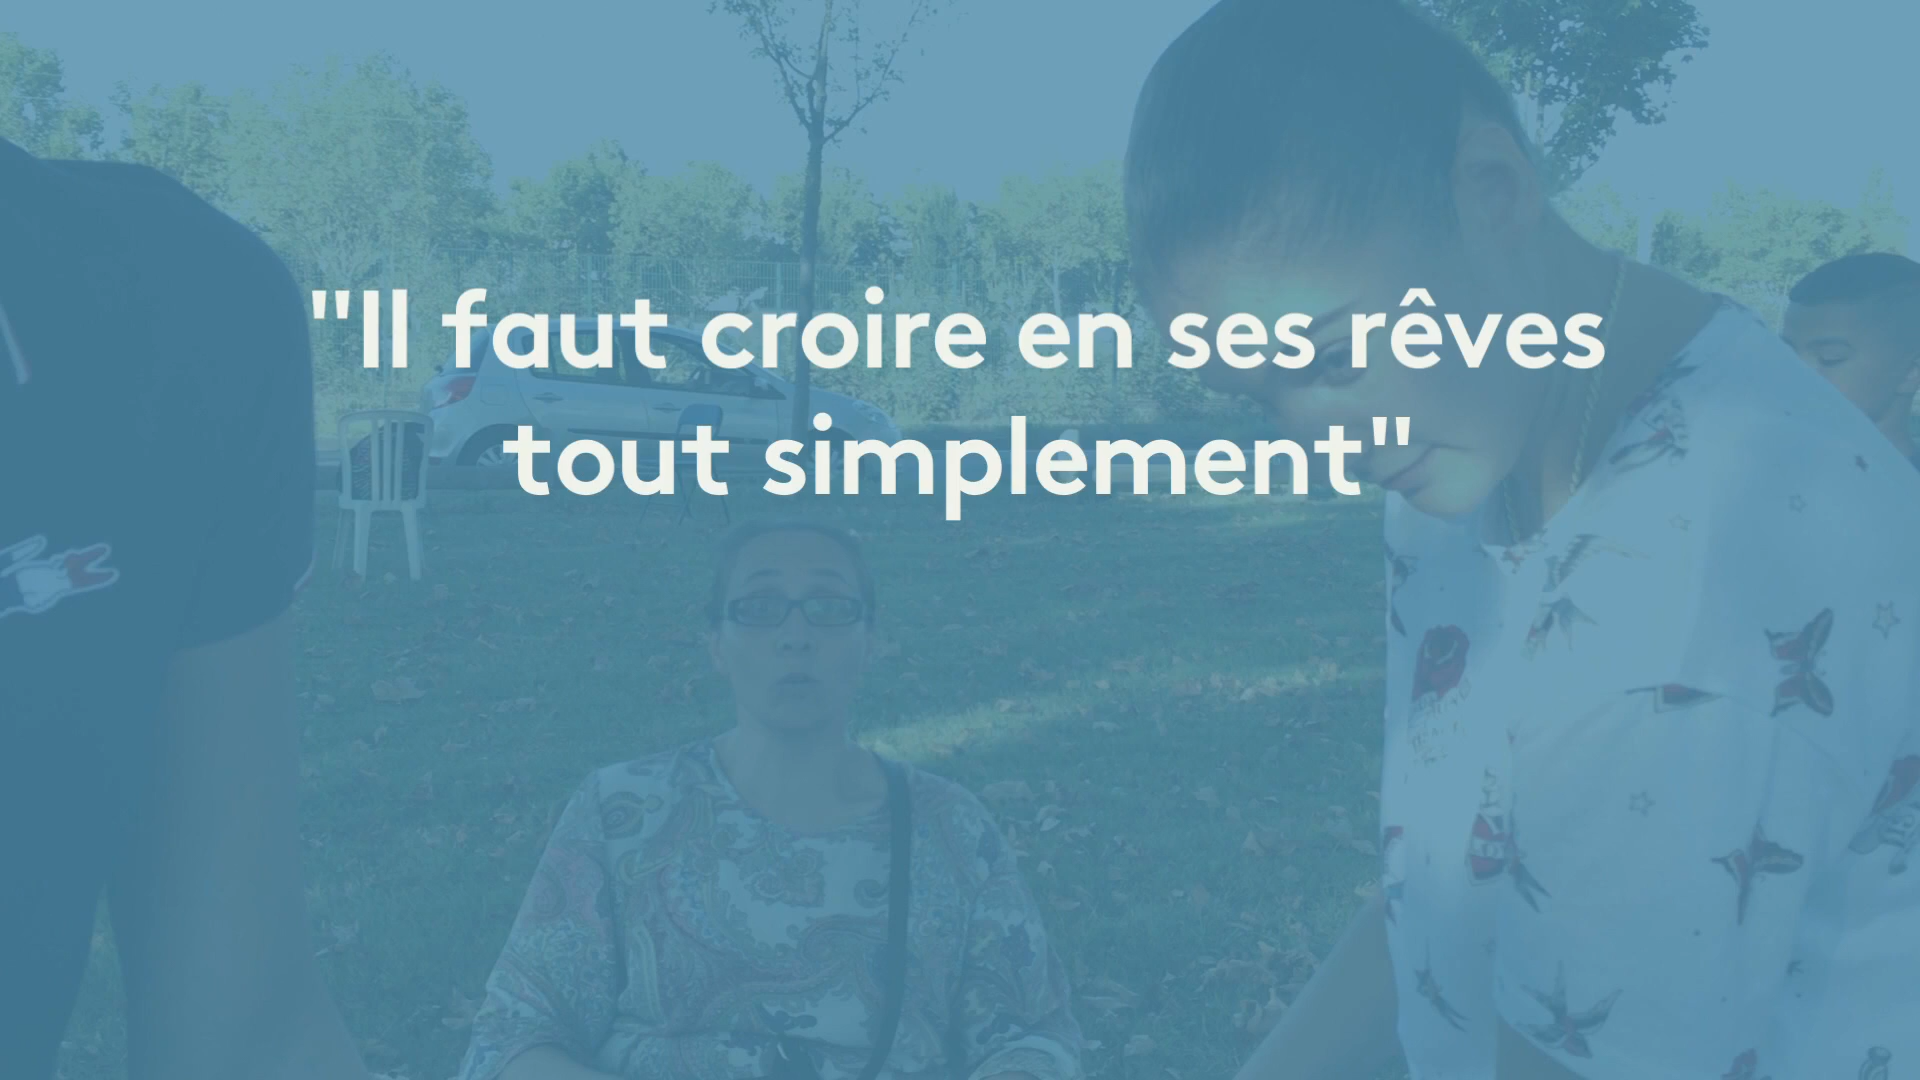 "Il faut croire en ses rêves
tout simplement"